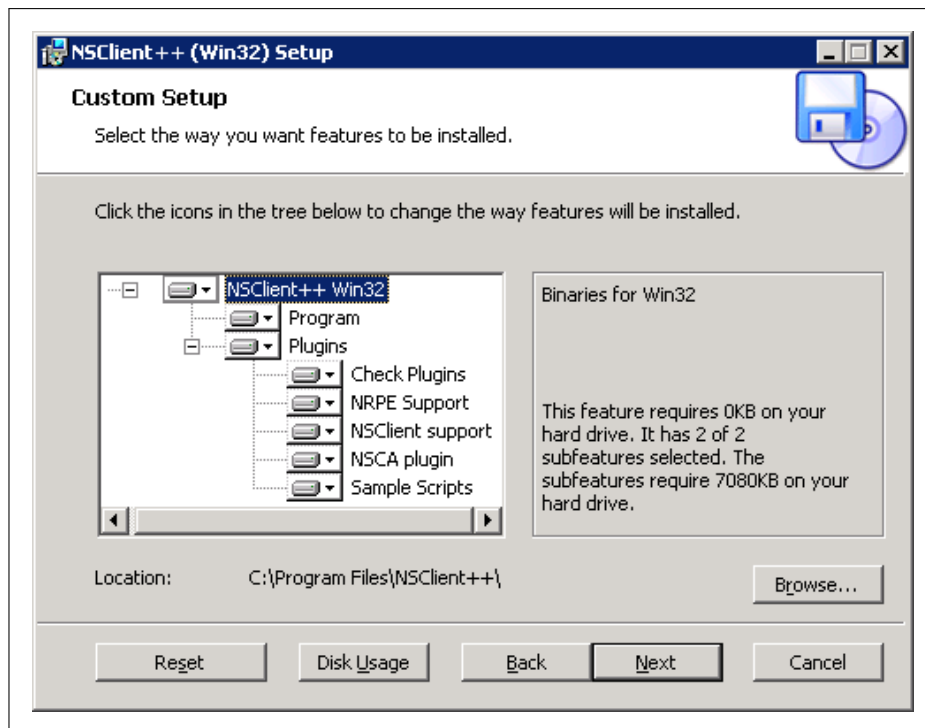 NSClient++ (Win32) Setup
Custom Setup
Select the way you want features to be installed.
Click the icons in the tree below to change the way features will be installed.
NSClient++ Win32
Program
Plugins
Check Plugins
NRPE Support
NSClient support
NSCA plugin
Sample Scripts
Binaries for Win32
This feature requires 0KB on your
hard drive. It has 2 of 2
subfeatures selected. The
subfeatures require 7080KB on your
hard drive.
Location: C:\Program Files\NSClient++\
Browse...
Reset Disk Usage Back Next Cancel